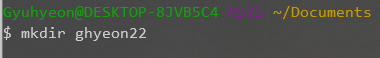 Gyuhyeon@DESKTOP-8JVB5C4 ~/Documents
$ mkdir ghyeon22